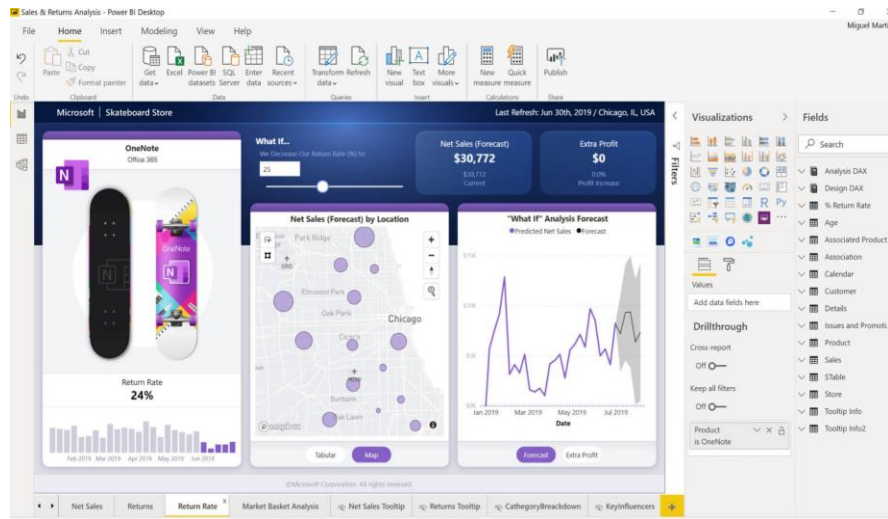 Sales & Returns Analysis - Power BI Desktop
Miguel Marti
File Home Insert Modeling View Help
Cut
Copy
Format painter
Paste
Get data
Excel
Power BI datasets
SQL Server
Enter data
Recent sources
Transform data
Refresh
New visual
Text box
More visuals
New measure
Quick measure
Publish
Undo Clipboard Data Queries Insert Calculations Share
Microsoft | Skateboard Store
Last Refresh: Jun 30th, 2019 / Chicago, IL, USA
OneNote
Office 365
N
OneNote
N
N
Return Rate
24%
Feb 2019 Mar 2019 Apr 2019 May 2019 Jun 2019
What If...
We Decrease Our Return Rate (%) to:
25
Net Sales (Forecast)
$30,772
$30,772
Current
Extra Profit
$0
0.0%
Profit Increase
Net Sales (Forecast) by Location
Park Ridge
ORD
Elmwood Park
Oak Park
Chicago
Cicero
MDW
Burbank
Oak Lawn
Tabular Map
"What If" Analysis Forecast
Predicted Net Sales Forecast
$10K
$5K
$0K
Jan 2019 Mar 2019 May 2019 Jul 2019
Date
Forecast Extra Profit
©Microsoft Corporation. All rights reserved.
Net Sales Returns Return Rate Market Basket Analysis Net Sales Tooltip Returns Tooltip CathegoryBreackdown KeyInfluencers
Filters
Visualizations
R Py
Values
Add data fields here
Drillthrough
Cross-report
Off
Keep all filters
Off
Product
is OneNote
Fields
Search
Analysis DAX
Design DAX
% Return Rate
Age
Associated Product
Association
Calendar
Customer
Details
Issues and Promoti...
Product
Sales
STable
Store
Tooltip Info
Tooltip Info2